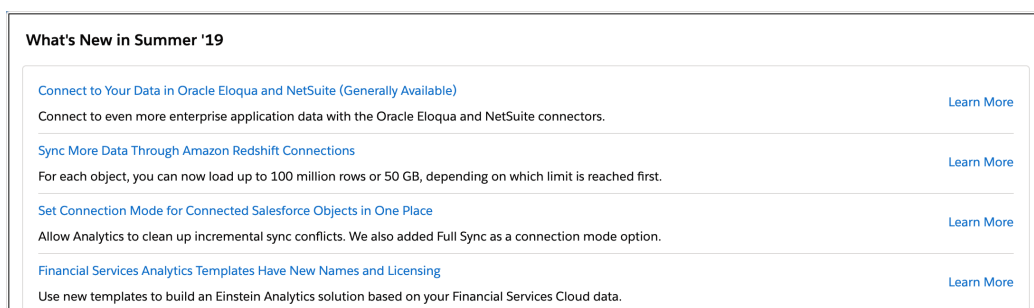 What's New in Summer '19
Connect to Your Data in Oracle Eloqua and NetSuite (Generally Available)
Learn More
Connect to even more enterprise application data with the Oracle Eloqua and NetSuite connectors.
Sync More Data Through Amazon Redshift Connections
Learn More
For each object, you can now load up to 100 million rows or 50 GB, depending on which limit is reached first.
Set Connection Mode for Connected Salesforce Objects in One Place
Learn More
Allow Analytics to clean up incremental sync conflicts. We also added Full Sync as a connection mode option.
Financial Services Analytics Templates Have New Names and Licensing
Learn More
Use new templates to build an Einstein Analytics solution based on your Financial Services Cloud data.